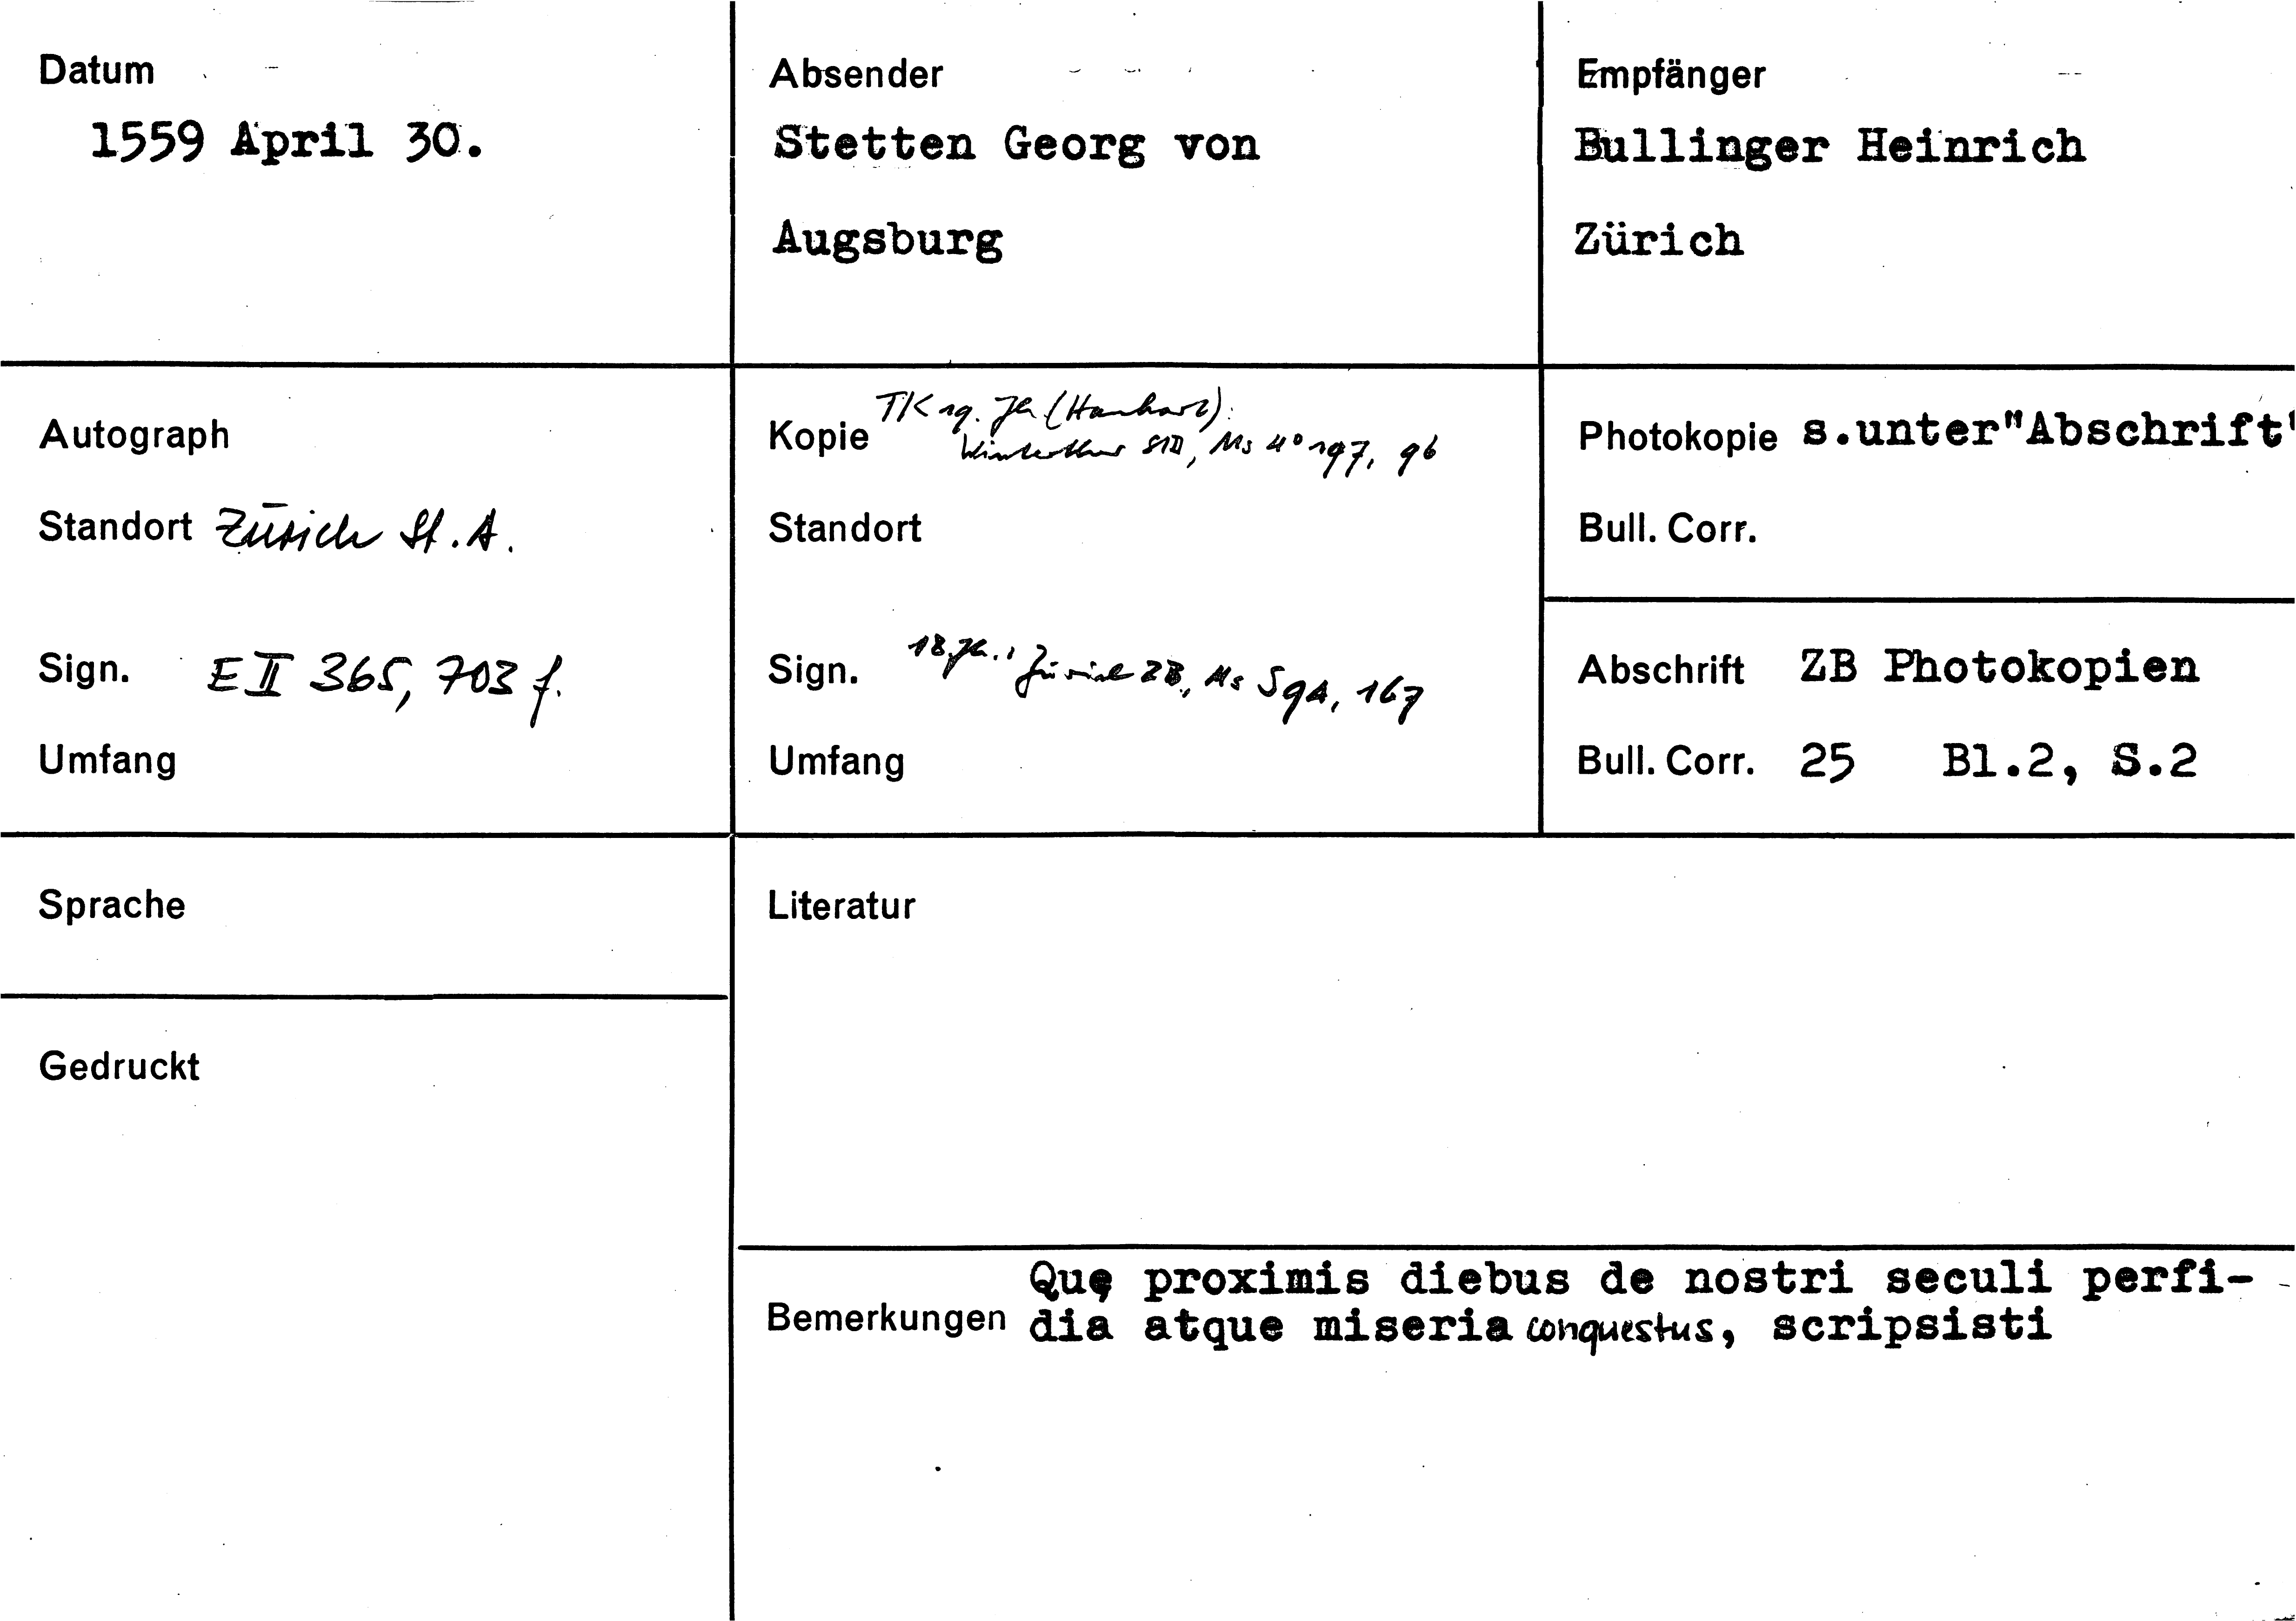 Datum
1559 April 30.
Absender
Stetten Georg von
Augsburg
Empfänger
Bullinger Heinrich
Zürich
Autograph
Standort Zürich St.A.
Sign. E II 365, 703 f.
Umfang
Kopie TK 19. Jh (Hanhart):
Winterthur StB, Ms 4° 197, 96
Standort
Sign. 18. Jh.: Zürich ZB, Ms S 94, 167
Umfang
Photokopie s.unter"Abschrift"
Bull. Corr.
Abschrift ZB Photokopien
Bull. Corr. 25 Bl.2, S.2
Sprache
Gedruckt
Literatur
Bemerkungen
Quę proximis diebus de nostri seculi perfi-
dia atque miseria conquestus, scripsisti